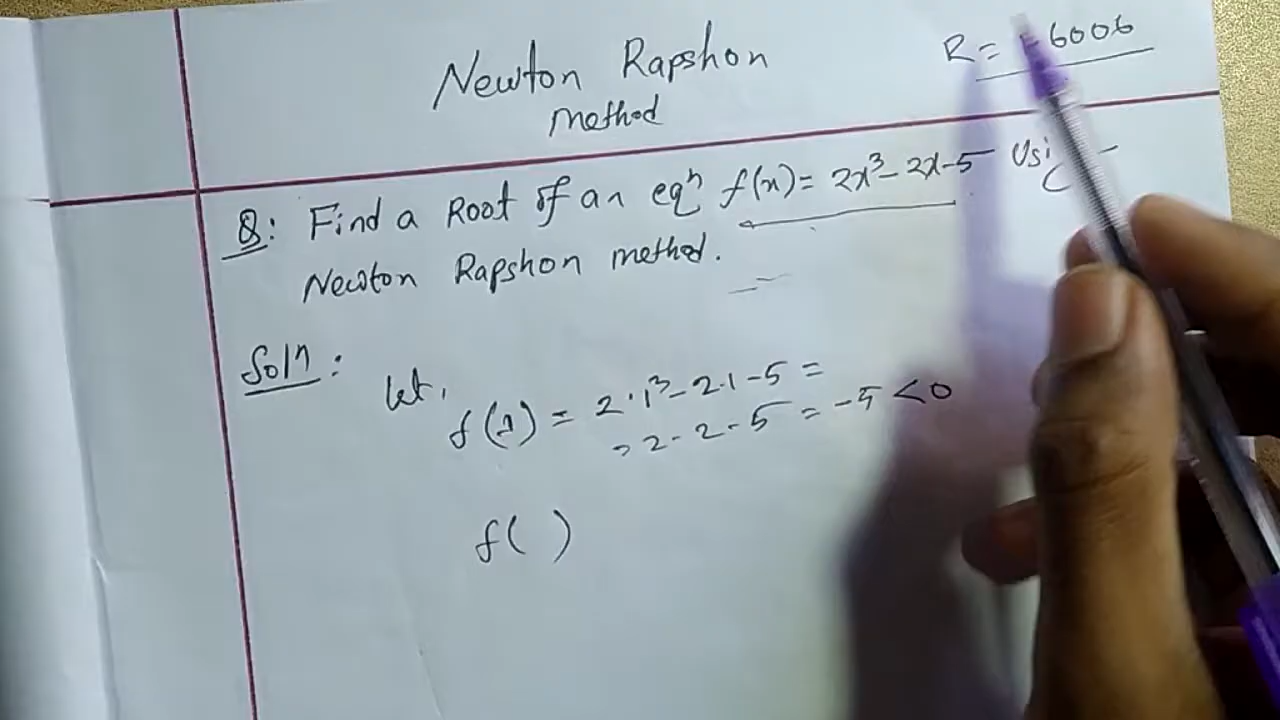 Newton Rapshon
Method
R = 6006
Q: Find a Root of an eqn f(x) = 2x³ - 2x - 5
Newton Rapshon method.
Soln :
let,
f(1) = 2·1³ - 2·1 - 5 =
= 2 - 2 - 5 = -5 < 0
f( )